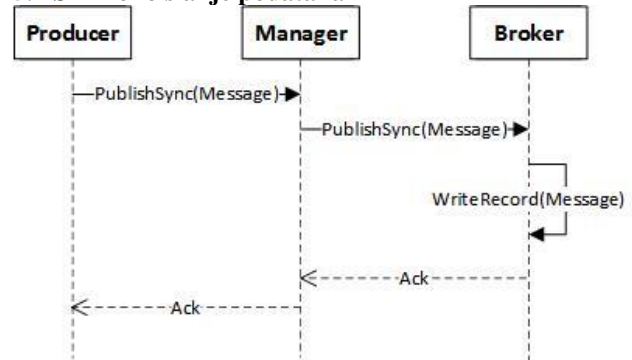 Producer
Manager
Broker
PublishSync(Message)
PublishSync(Message)
WriteRecord(Message)
Ack
Ack